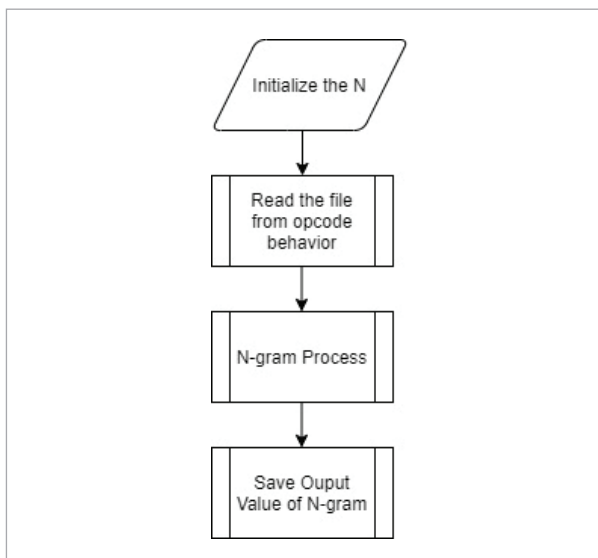 Initialize the N
Read the file
from opcode
behavior
N-gram Process
Save Ouput
Value of N-gram